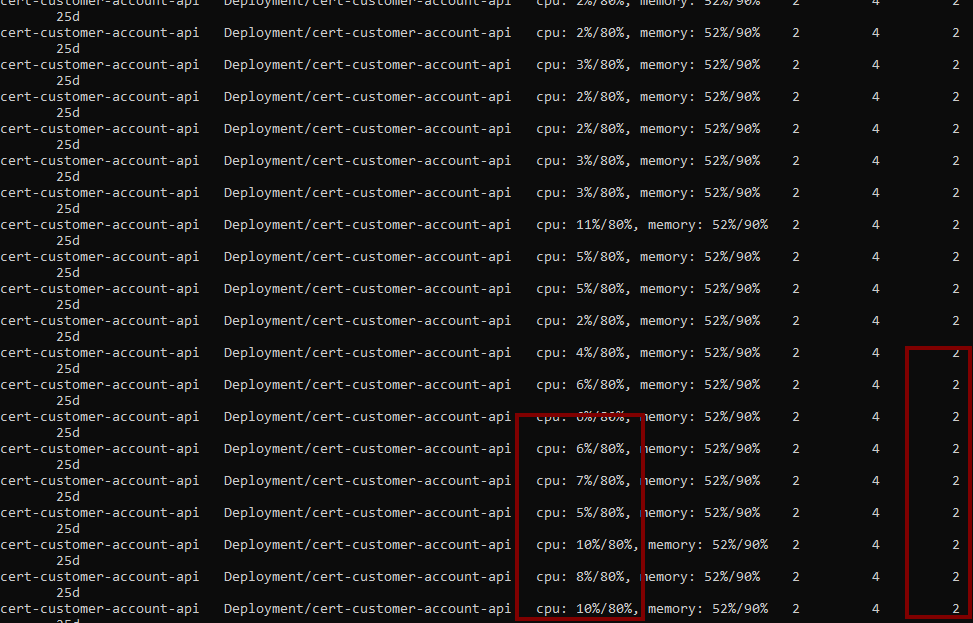 cert-customer-account-api Deployment/cert-customer-account-api cpu: 2%/80%, memory: 52%/90% 2 4 2
25d
cert-customer-account-api Deployment/cert-customer-account-api cpu: 2%/80%, memory: 52%/90% 2 4 2
25d
cert-customer-account-api Deployment/cert-customer-account-api cpu: 3%/80%, memory: 52%/90% 2 4 2
25d
cert-customer-account-api Deployment/cert-customer-account-api cpu: 2%/80%, memory: 52%/90% 2 4 2
25d
cert-customer-account-api Deployment/cert-customer-account-api cpu: 2%/80%, memory: 52%/90% 2 4 2
25d
cert-customer-account-api Deployment/cert-customer-account-api cpu: 3%/80%, memory: 52%/90% 2 4 2
25d
cert-customer-account-api Deployment/cert-customer-account-api cpu: 3%/80%, memory: 52%/90% 2 4 2
25d
cert-customer-account-api Deployment/cert-customer-account-api cpu: 11%/80%, memory: 52%/90% 2 4 2
25d
cert-customer-account-api Deployment/cert-customer-account-api cpu: 5%/80%, memory: 52%/90% 2 4 2
25d
cert-customer-account-api Deployment/cert-customer-account-api cpu: 5%/80%, memory: 52%/90% 2 4 2
25d
cert-customer-account-api Deployment/cert-customer-account-api cpu: 2%/80%, memory: 52%/90% 2 4 2
25d
cert-customer-account-api Deployment/cert-customer-account-api cpu: 4%/80%, memory: 52%/90% 2 4 2
25d
cert-customer-account-api Deployment/cert-customer-account-api cpu: 6%/80%, memory: 52%/90% 2 4 2
25d
cert-customer-account-api Deployment/cert-customer-account-api cpu: 6%/80%, memory: 52%/90% 2 4 2
25d
cert-customer-account-api Deployment/cert-customer-account-api cpu: 6%/80%, memory: 52%/90% 2 4 2
25d
cert-customer-account-api Deployment/cert-customer-account-api cpu: 7%/80%, memory: 52%/90% 2 4 2
25d
cert-customer-account-api Deployment/cert-customer-account-api cpu: 5%/80%, memory: 52%/90% 2 4 2
25d
cert-customer-account-api Deployment/cert-customer-account-api cpu: 10%/80%, memory: 52%/90% 2 4 2
25d
cert-customer-account-api Deployment/cert-customer-account-api cpu: 8%/80%, memory: 52%/90% 2 4 2
25d
cert-customer-account-api Deployment/cert-customer-account-api cpu: 10%/80%, memory: 52%/90% 2 4 2
25d